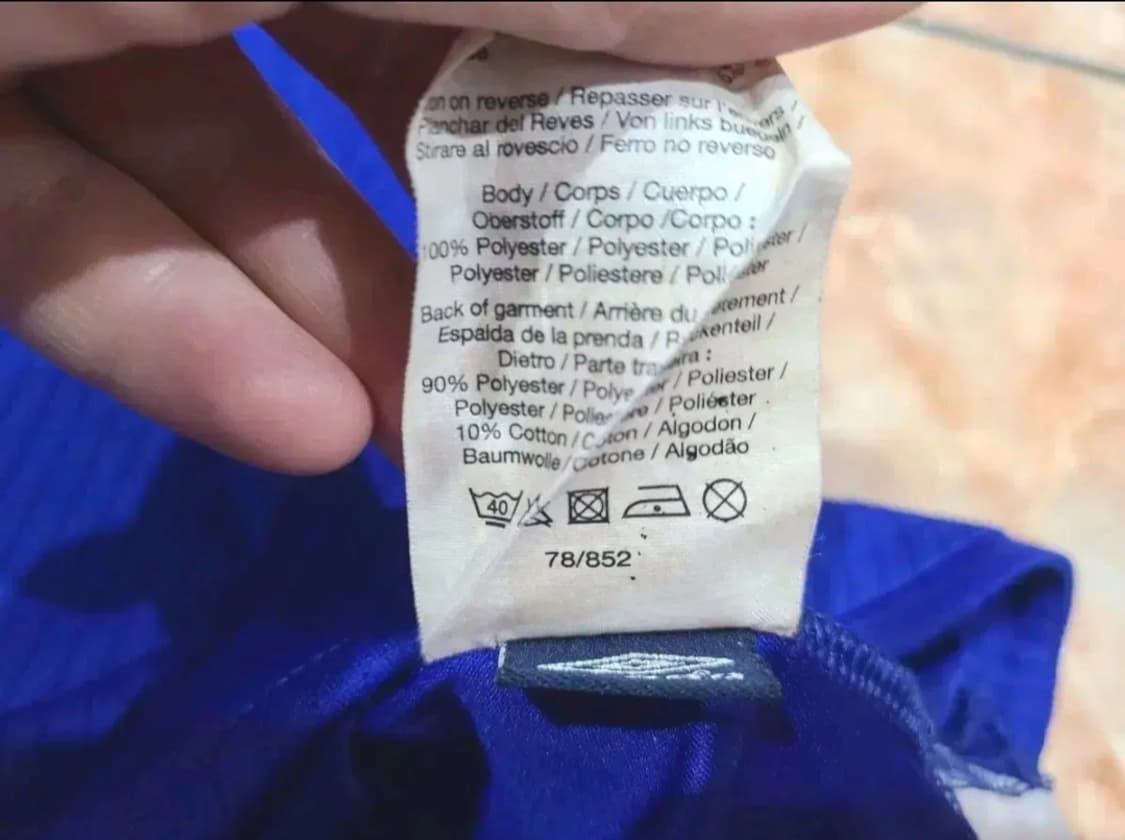 on reverse / Repasser sur
Planchar del Reves / Von links
Stirare al rovescio / Ferro no reverso
Body / Corps / Cuerpo /
Oberstoff / Corpo /Corpo :
100% Polyester / Polyester / Poliester /
Polyester / Poliestere /
Back of garment / Arrière du
Espalda de la prenda /
Dietro / Parte
90% Polyester / / Poliester /
Polyester / / Poliéster
10% Cotton / / Algodon /
Baumwolle / Cotone / Algodão
40
78/852